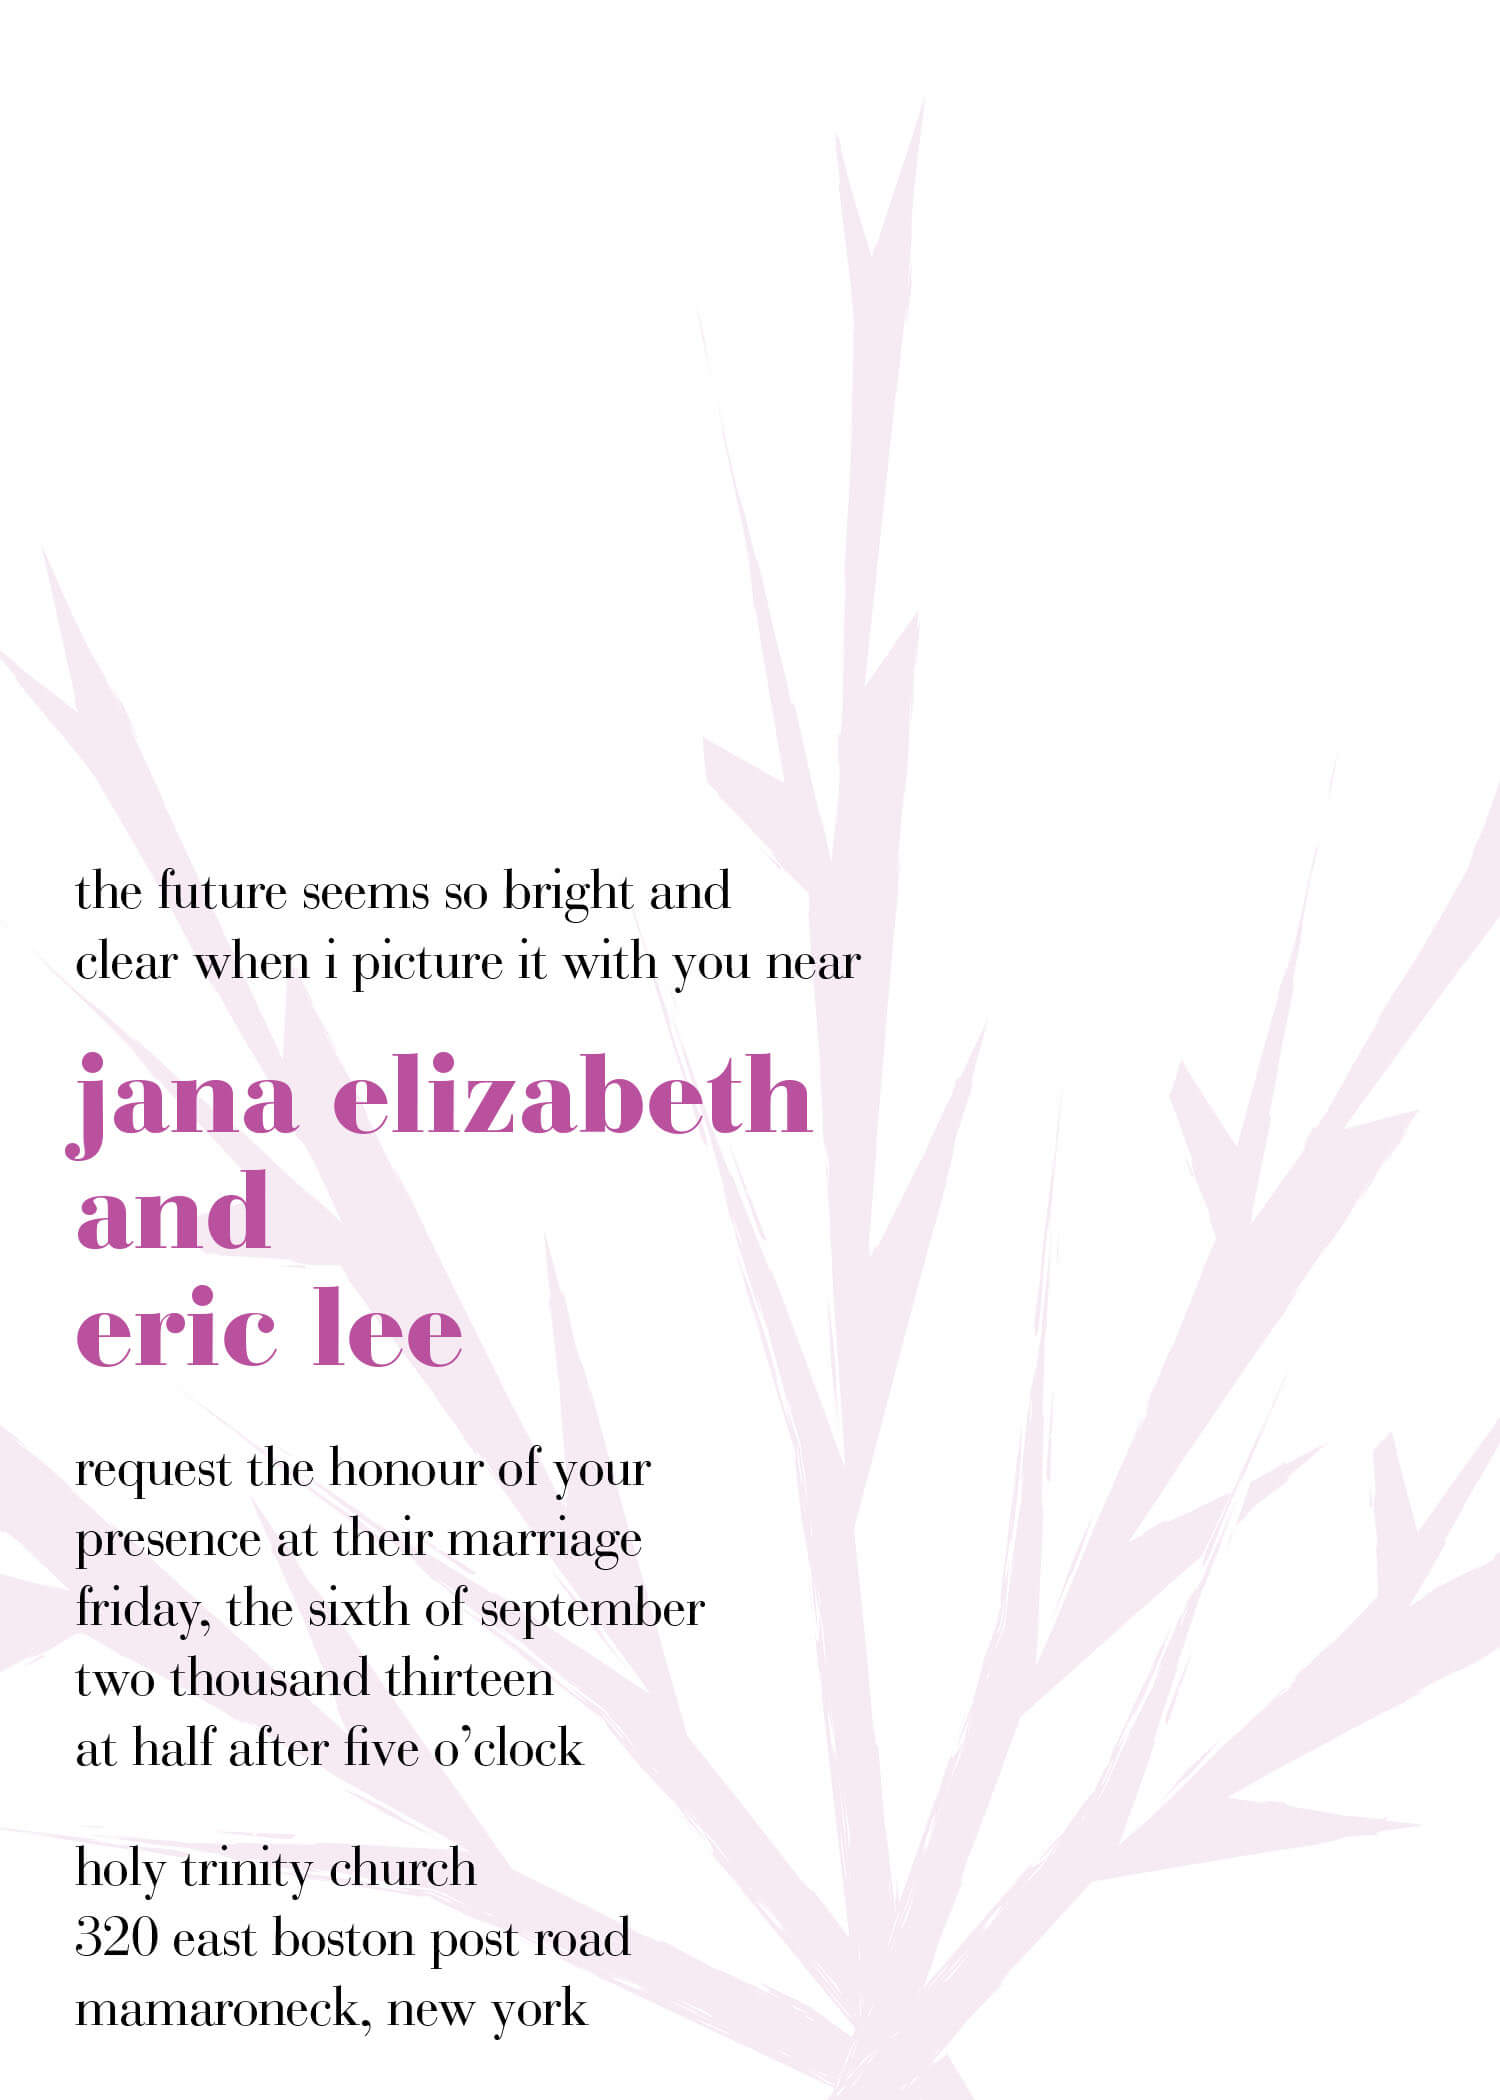 the future seems so bright and
clear when i picture it with you near
jana elizabeth
and
eric lee
request the honour of your
presence at their marriage
friday, the sixth of september
two thousand thirteen
at half after five o’clock
holy trinity church
320 east boston post road
mamaroneck, new york